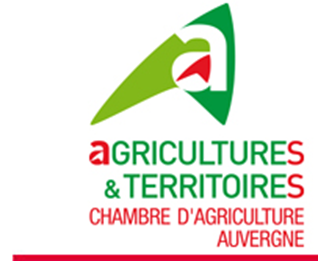 a
aGRICULTURES
& TERRITOIRES
CHAMBRE D'AGRICULTURE
AUVERGNE